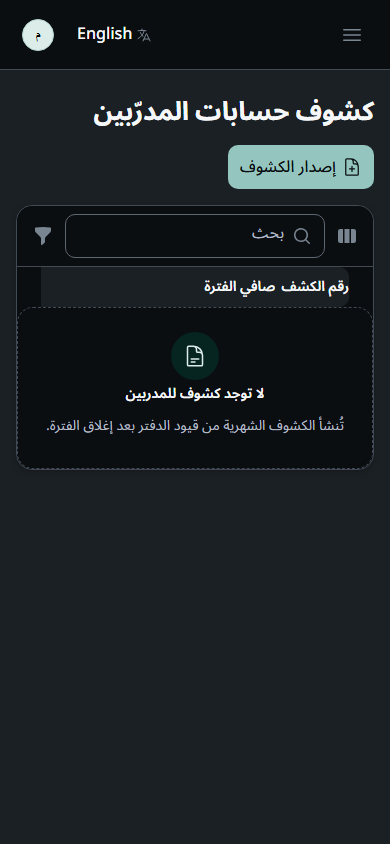 م
English
كشوف حسابات المدرّبين
إصدار الكشوف
بحث
رقم الكشف صافي الفترة
لا توجد كشوف للمدربين
تُنشأ الكشوف الشهرية من قيود الدفتر بعد إغلاق الفترة.